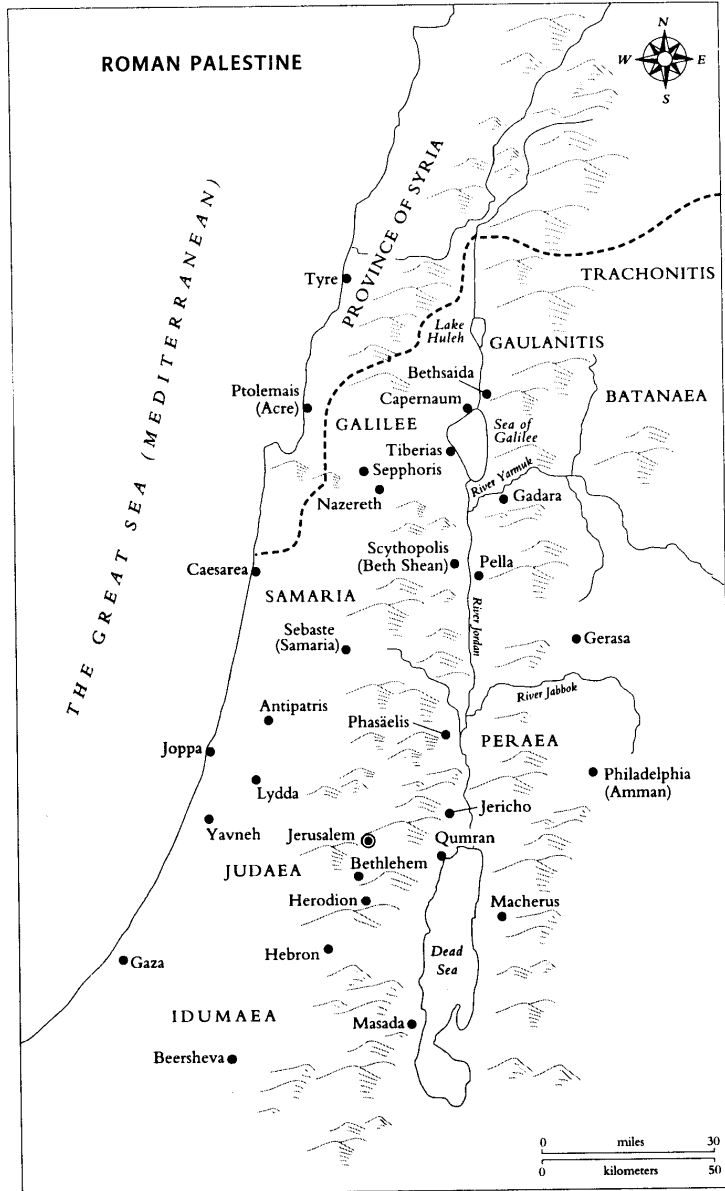 ROMAN PALESTINE
N
W
E
S
THE GREAT SEA (MEDITERRANEAN)
PROVINCE OF SYRIA
TRACHONITIS
Tyre
Lake
Huleh
GAULANITIS
Bethsaida
BATANAEA
Ptolemais
(Acre)
Capernaum
GALILEE
Sea of
Galilee
Tiberias
Sepphoris
River Yarmuk
Nazereth
Gadara
Scythopolis
(Beth Shean)
Pella
Caesarea
SAMARIA
River Jordan
Sebaste
(Samaria)
Gerasa
River Jabbok
Antipatris
Phasäelis
PERAEA
Joppa
Philadelphia
(Amman)
Lydda
Jericho
Yavneh
Jerusalem
Qumran
JUDAEA
Bethlehem
Herodion
Macherus
Hebron
Dead
Sea
Gaza
IDUMAEA
Masada
Beersheva
0 miles 30
0 kilometers 50